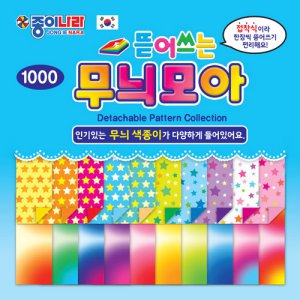 종이나라
JONG IE NARA
접착식이라
한장씩 뜯어쓰기
편리해요!
뜯어쓰는
1000
무늬모아
Detachable Pattern Collection
인기있는 무늬 색종이가 다양하게 들어있어요.